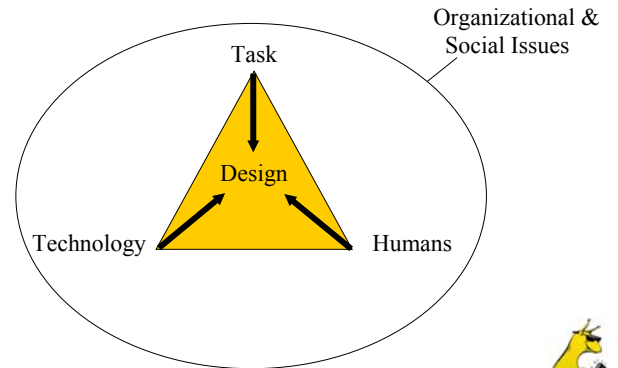 Organizational &
Social Issues
Task
Design
Technology
Humans